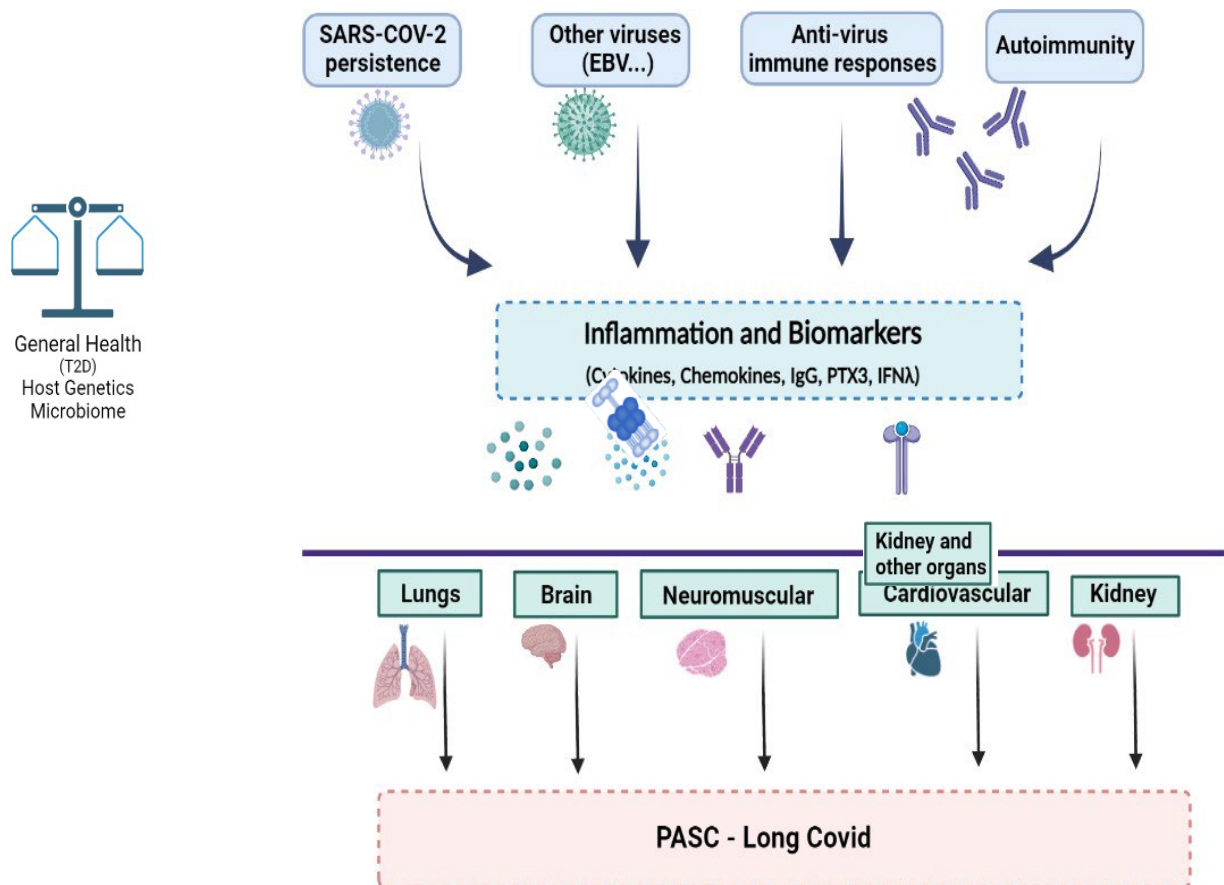 SARS-COV-2
persistence
Other viruses
(EBV...)
Anti-virus
immune responses
Autoimmunity
General Health
(T2D)
Host Genetics
Microbiome
Inflammation and Biomarkers
(Cytokines, Chemokines, IgG, PTX3, IFNλ)
Kidney and
other organs
Lungs
Brain
Neuromuscular
Cardiovascular
Kidney
PASC - Long Covid